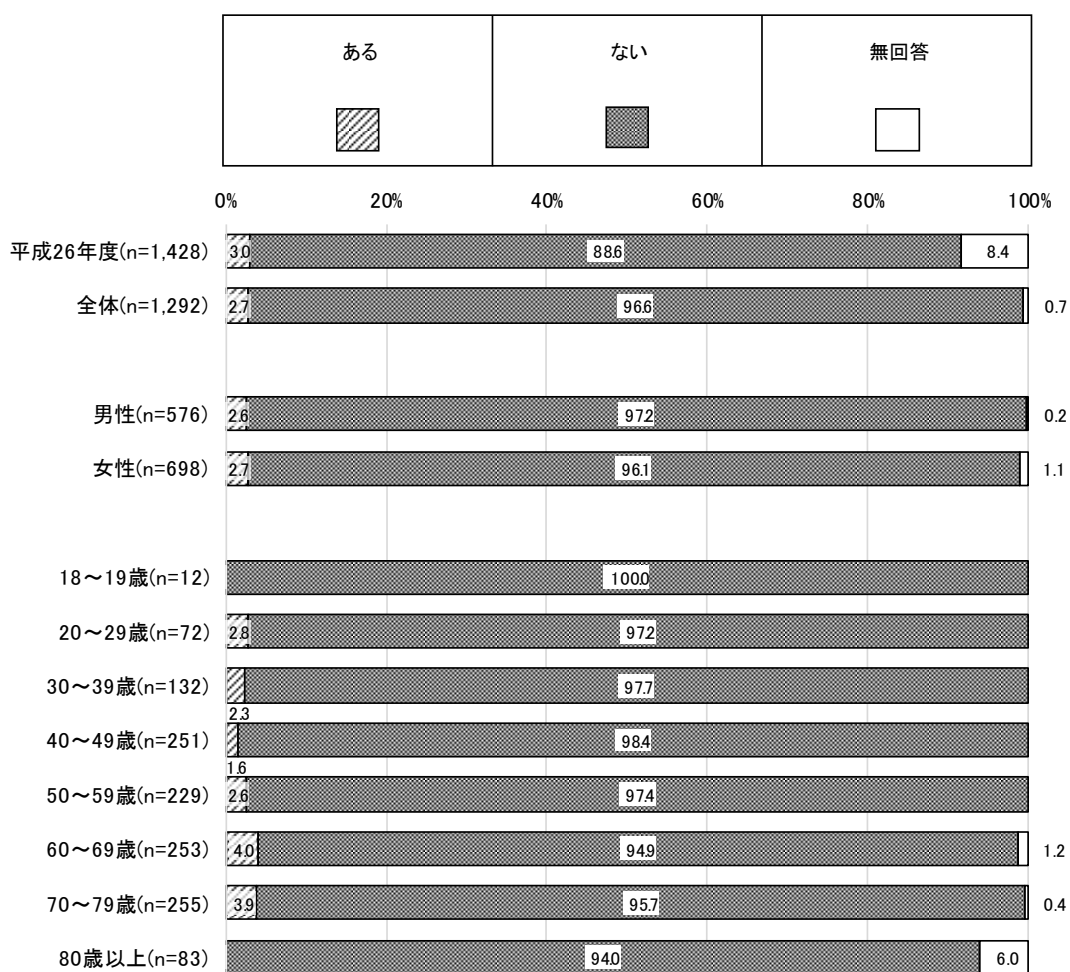 ある ない 無回答
0% 20% 40% 60% 80% 100%
平成26年度(n=1,428) 3.0 88.6 8.4
全体(n=1,292) 2.7 96.6 0.7
男性(n=576) 2.6 97.2 0.2
女性(n=698) 2.7 96.1 1.1
18～19歳(n=12) 100.0
20～29歳(n=72) 2.8 97.2
30～39歳(n=132) 97.7
2.3
40～49歳(n=251) 98.4
1.6
50～59歳(n=229) 2.6 97.4
60～69歳(n=253) 4.0 94.9 1.2
70～79歳(n=255) 3.9 95.7 0.4
80歳以上(n=83) 94.0 6.0